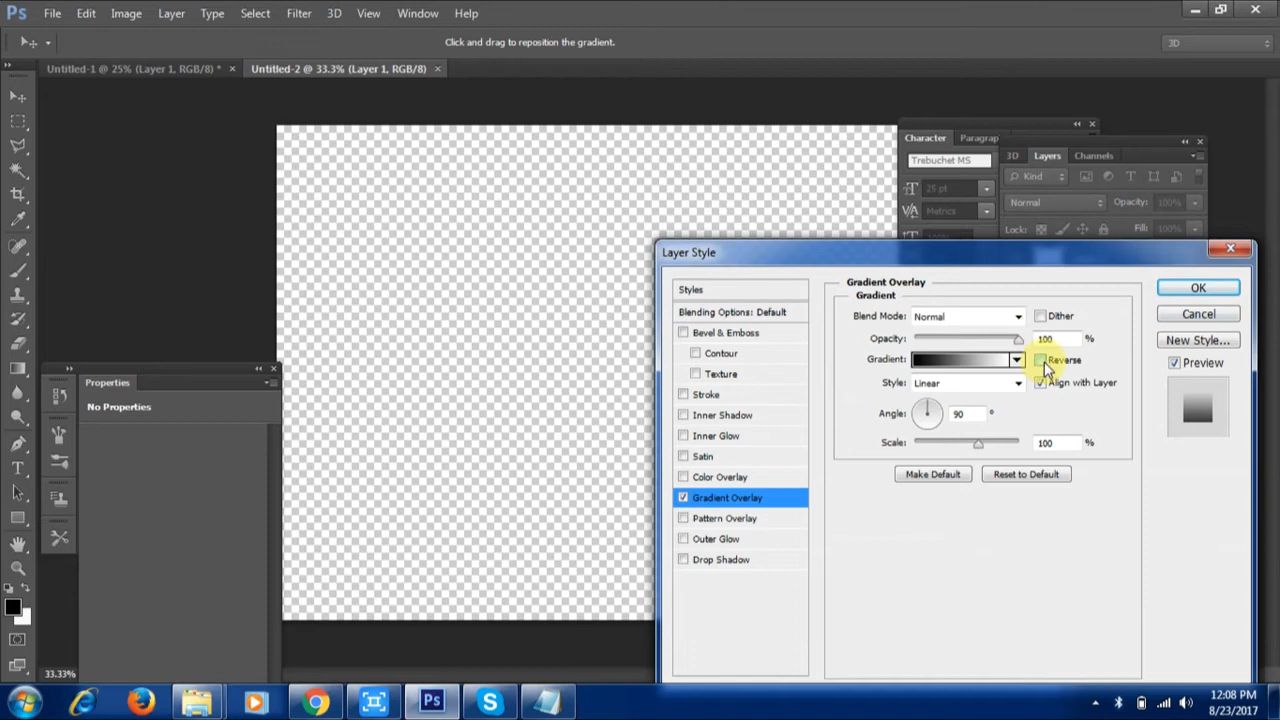 Ps File Edit Image Layer Type Select Filter 3D View Window Help
Click and drag to reposition the gradient.
3D
Untitled-1 @ 25% (Layer 1, RGB/8) * ×
Untitled-2 @ 33.3% (Layer 1, RGB/8) ×
Character Paragrap
Trebuchet MS
25 pt
Metrics
3D Layers Channels
Kind
Normal Opacity: 100%
Lock: Fill: 100%
Properties
No Properties
33.33%
Layer Style
Styles
Blending Options: Default
Bevel & Emboss
Contour
Texture
Stroke
Inner Shadow
Inner Glow
Satin
Color Overlay
Gradient Overlay
Pattern Overlay
Outer Glow
Drop Shadow
Gradient Overlay
Gradient
Blend Mode: Normal Dither
Opacity: 100 %
Gradient: Reverse
Style: Linear Align with Layer
Angle: 90 °
Scale: 100 %
Make Default Reset to Default
OK
Cancel
New Style...
Preview
Ps
12:08 PM
8/23/2017